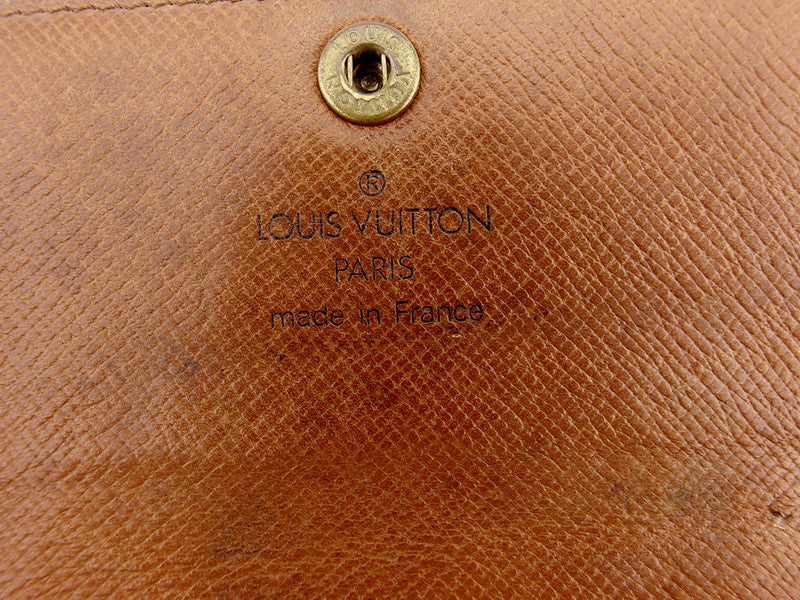 LOUIS
VUITTON
®
LOUIS VUITTON
PARIS
made in France